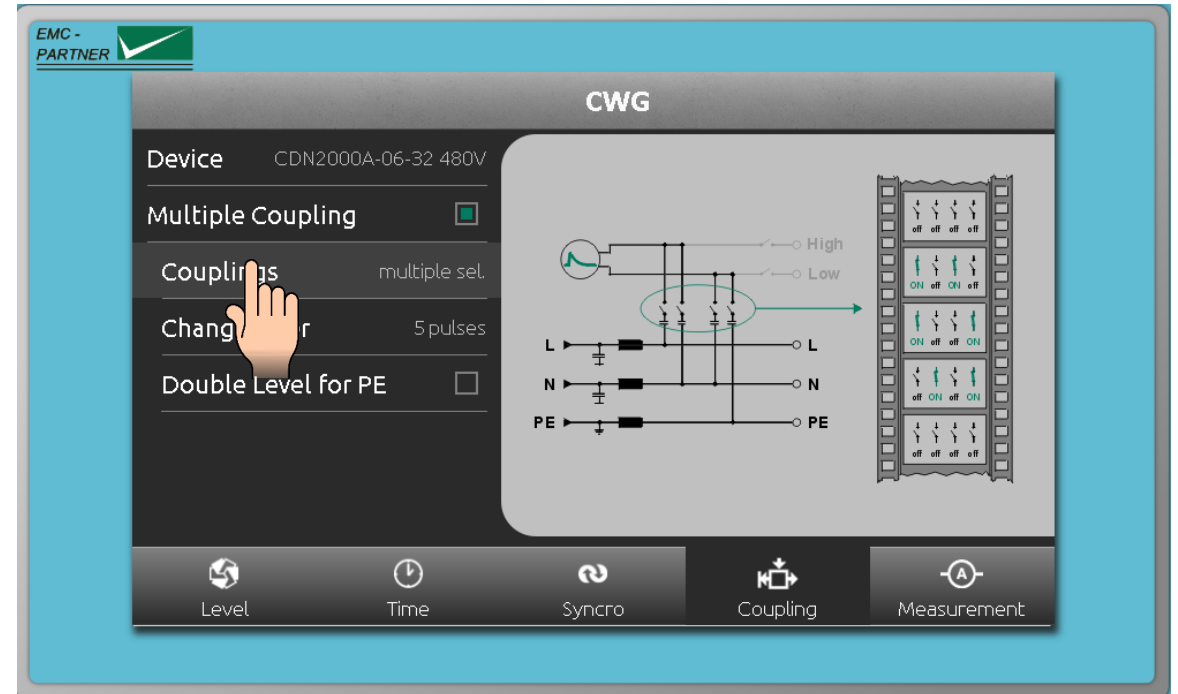 EMC -
PARTNER
CWG
Device CDN2000A-06-32 480V
Multiple Coupling
Couplings multiple sel.
5 pulses
Double Level for PE
High
Low
L L
N N
PE PE
off off off off
ON off ON off
ON off off ON
off ON off ON
off off off off
Level Time Syncro Coupling Measurement
A